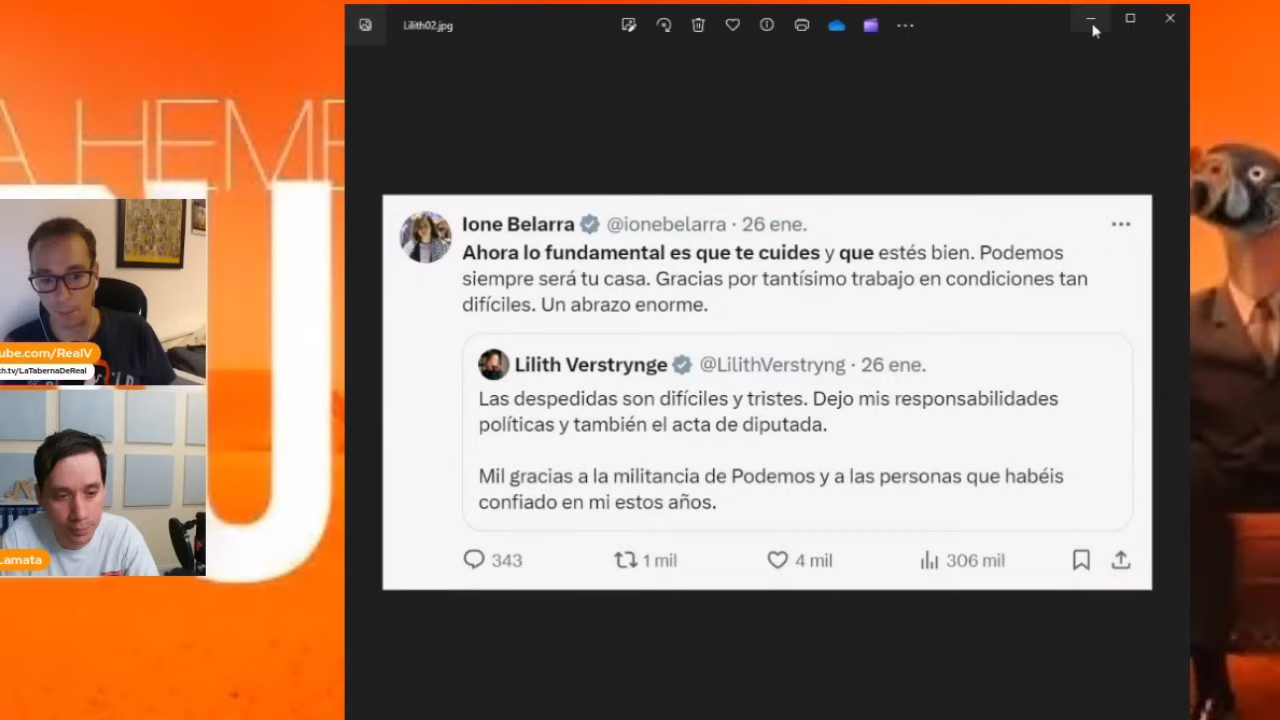 Lilith02.jpg
A HEME
U
Ione Belarra @ionebelarra · 26 ene.
Ahora lo fundamental es que te cuides y que estés bien. Podemos
siempre será tu casa. Gracias por tantísimo trabajo en condiciones tan
difíciles. Un abrazo enorme.
Lilith Verstrynge @LilithVerstryng · 26 ene.
Las despedidas son difíciles y tristes. Dejo mis responsabilidades
políticas y también el acta de diputada.
Mil gracias a la militancia de Podemos y a las personas que habéis
confiado en mi estos años.
343 1 mil 4 mil 306 mil
ube.com/RealV
ch.tv/LaTabernaDeReal
Lamata